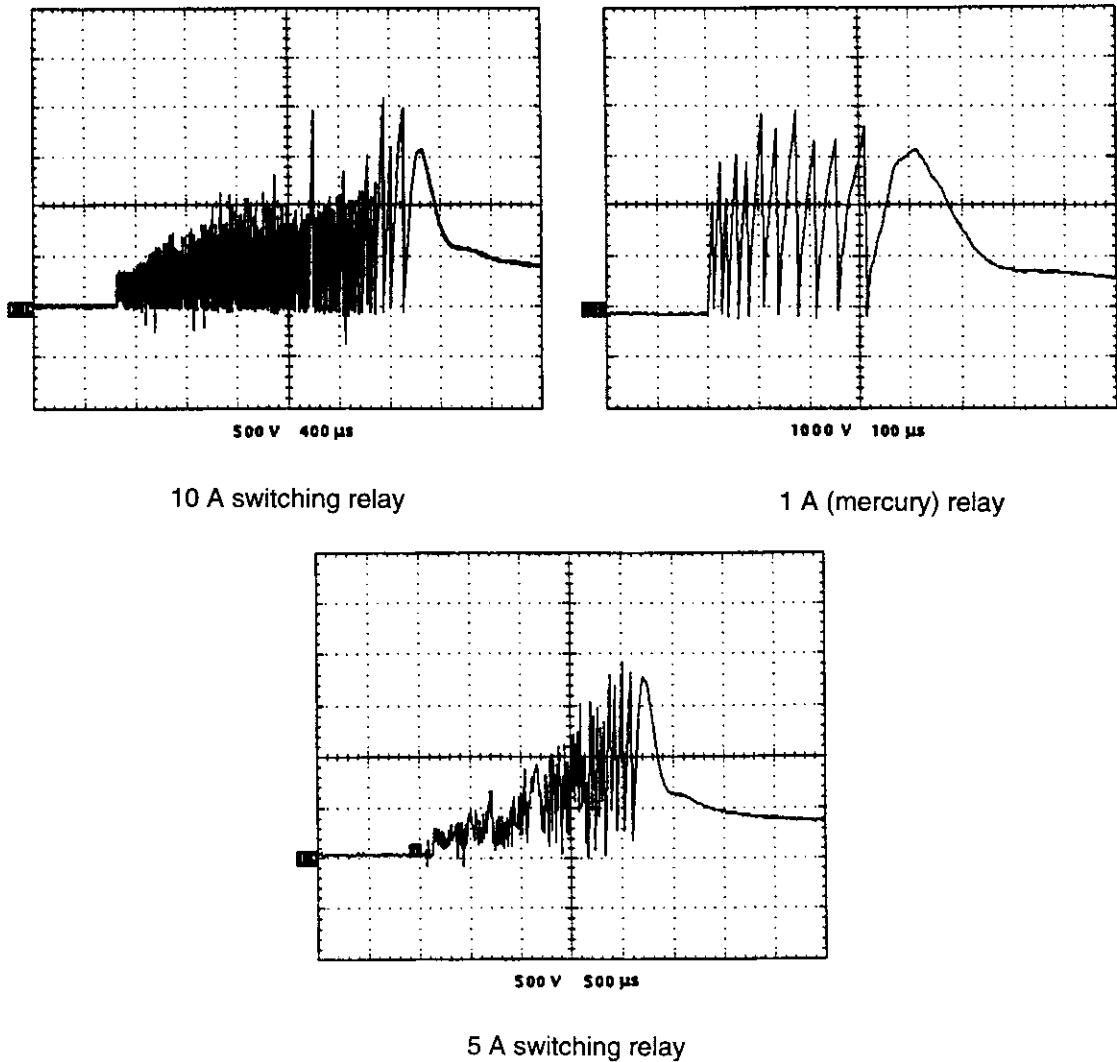 500 V 400 µs
1000 V 100 µs
10 A switching relay
1 A (mercury) relay
500 V 500 µs
5 A switching relay